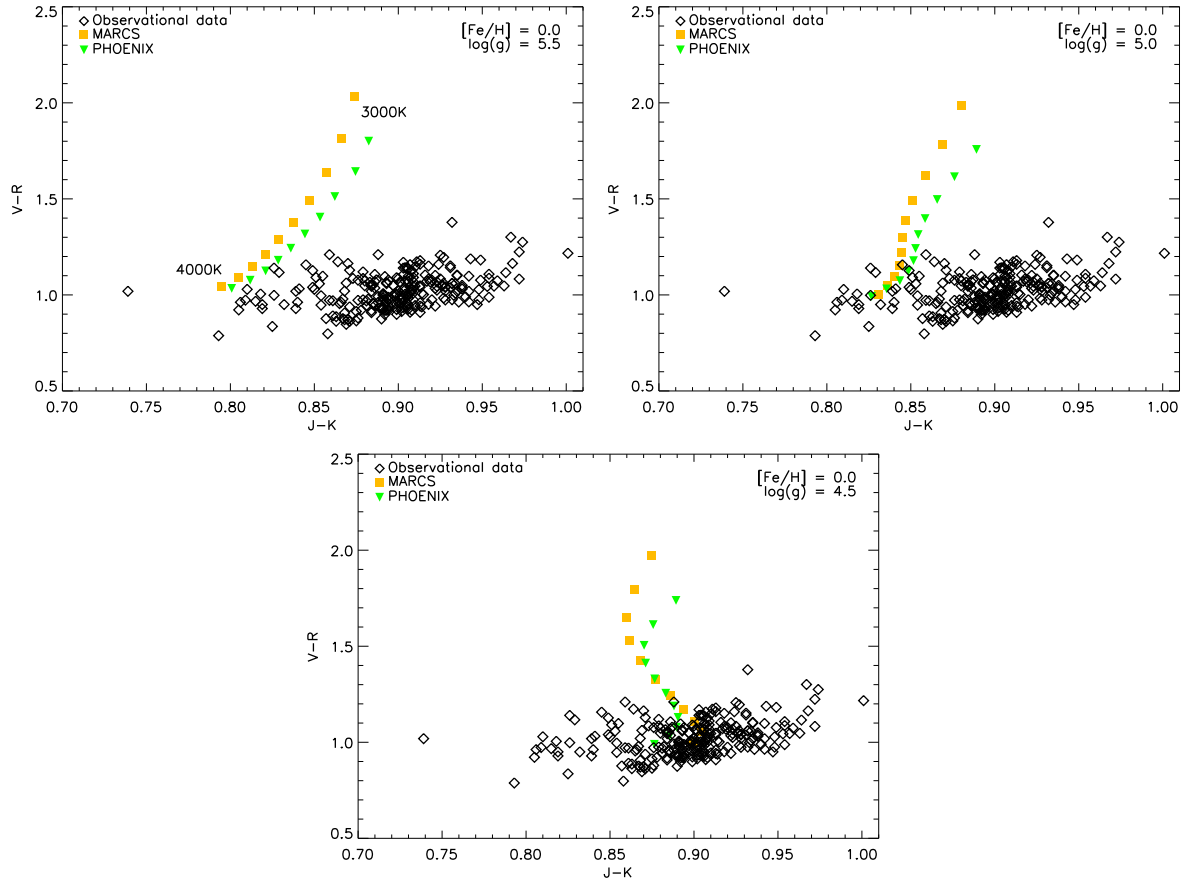 2.5
2.0
1.5
1.0
0.5
V-R
Observational data
MARCS
PHOENIX
[Fe/H] = 0.0
log(g) = 5.5
3000K
4000K
0.70 0.75 0.80 0.85 0.90 0.95 1.00
J-K
2.5
2.0
1.5
1.0
0.5
V-R
Observational data
MARCS
PHOENIX
[Fe/H] = 0.0
log(g) = 5.0
0.70 0.75 0.80 0.85 0.90 0.95 1.00
J-K
2.5
2.0
1.5
1.0
0.5
V-R
Observational data
MARCS
PHOENIX
[Fe/H] = 0.0
log(g) = 4.5
0.70 0.75 0.80 0.85 0.90 0.95 1.00
J-K